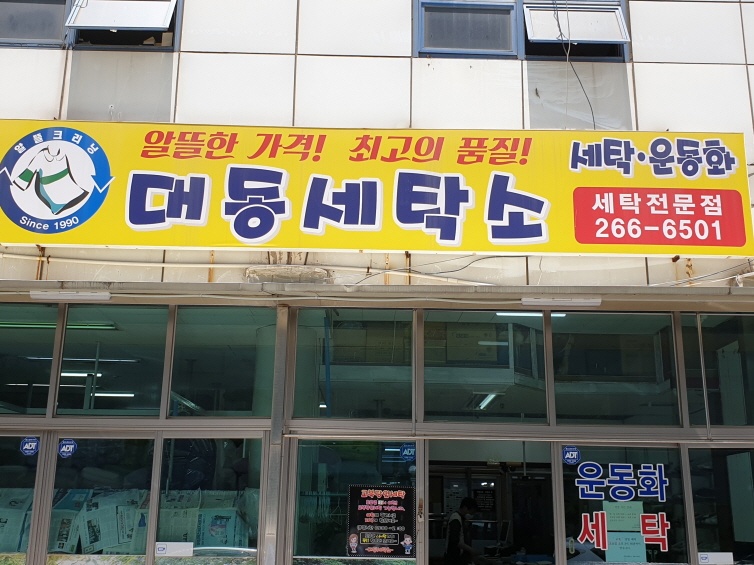 알뜰한 가격! 최고의 품질!
알뜰크리닝
Since 1990
대동세탁소
세탁·운동화
세탁전문점
266-6501
ADT
ADT
ADT
ADT
운동화
세탁